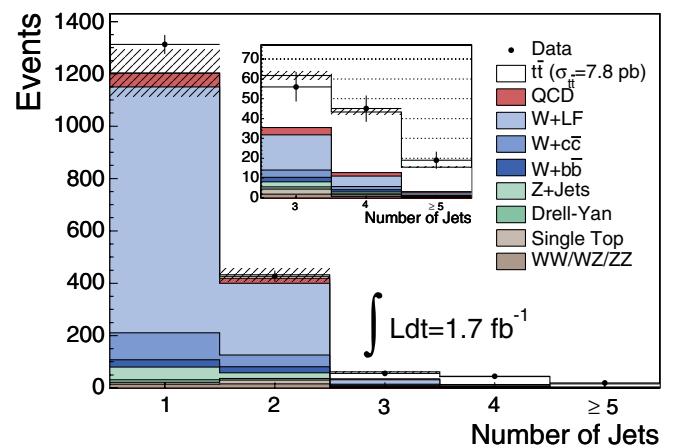 Events
1400
1200
1000
800
600
400
200
0
1
2
3
4
≥ 5
Number of Jets
70
60
50
40
30
20
10
0
3
4
≥ 5
Number of Jets
Data
tt̄ (σtt̄=7.8 pb)
QCD
W+LF
W+cc̄
W+bb̄
Z+Jets
Drell-Yan
Single Top
WW/WZ/ZZ
∫ Ldt=1.7 fb⁻¹